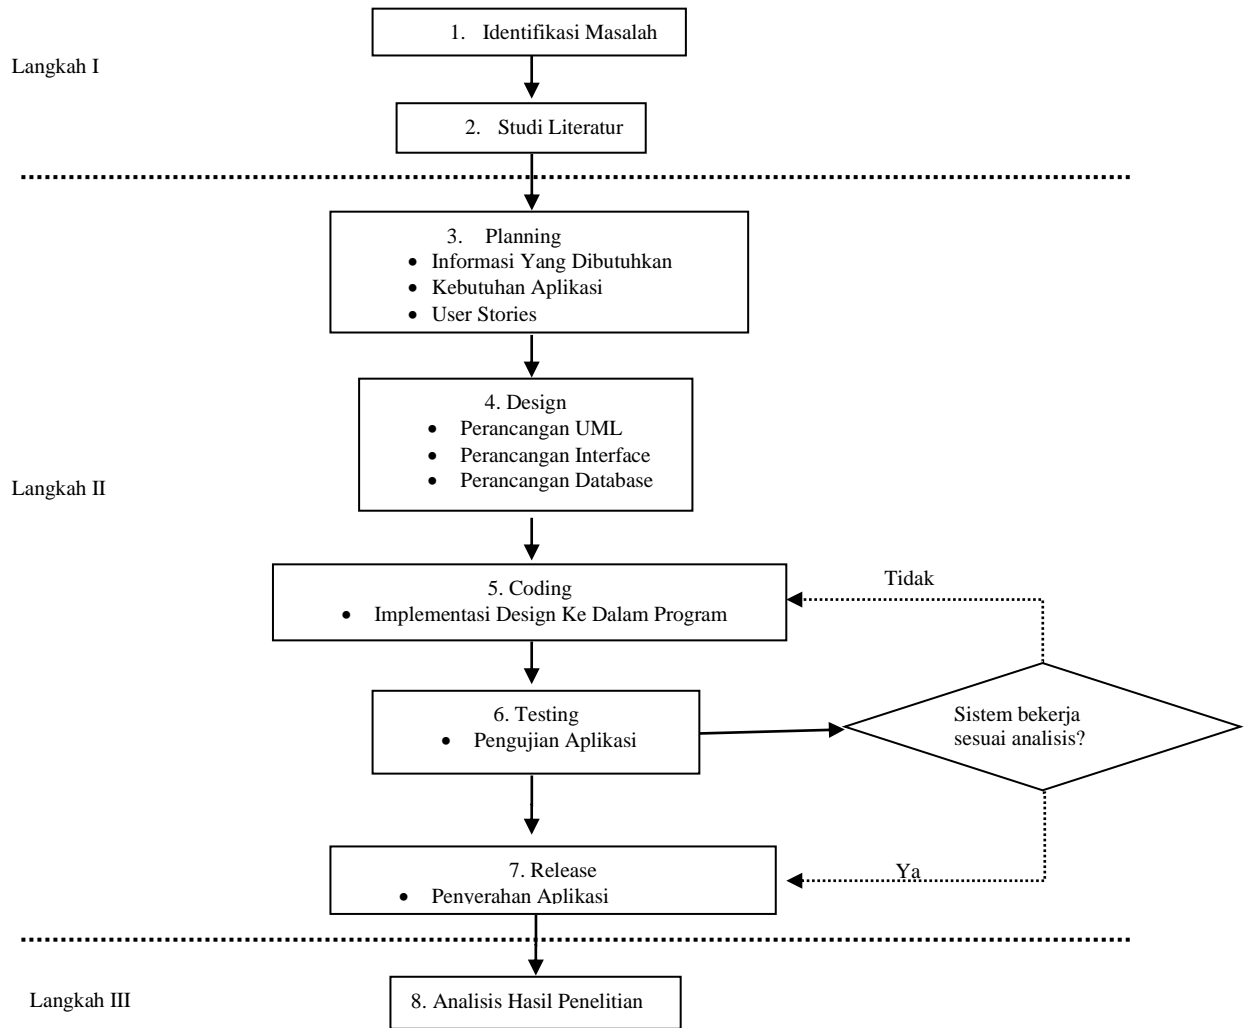 1. Identifikasi Masalah
Langkah I
2. Studi Literatur
3. Planning
• Informasi Yang Dibutuhkan
• Kebutuhan Aplikasi
• User Stories
4. Design
• Perancangan UML
• Perancangan Interface
• Perancangan Database
Langkah II
5. Coding
• Implementasi Design Ke Dalam Program
Tidak
6. Testing
• Pengujian Aplikasi
Sistem bekerja
sesuai analisis?
7. Release
• Penyerahan Aplikasi
Ya
Langkah III
8. Analisis Hasil Penelitian